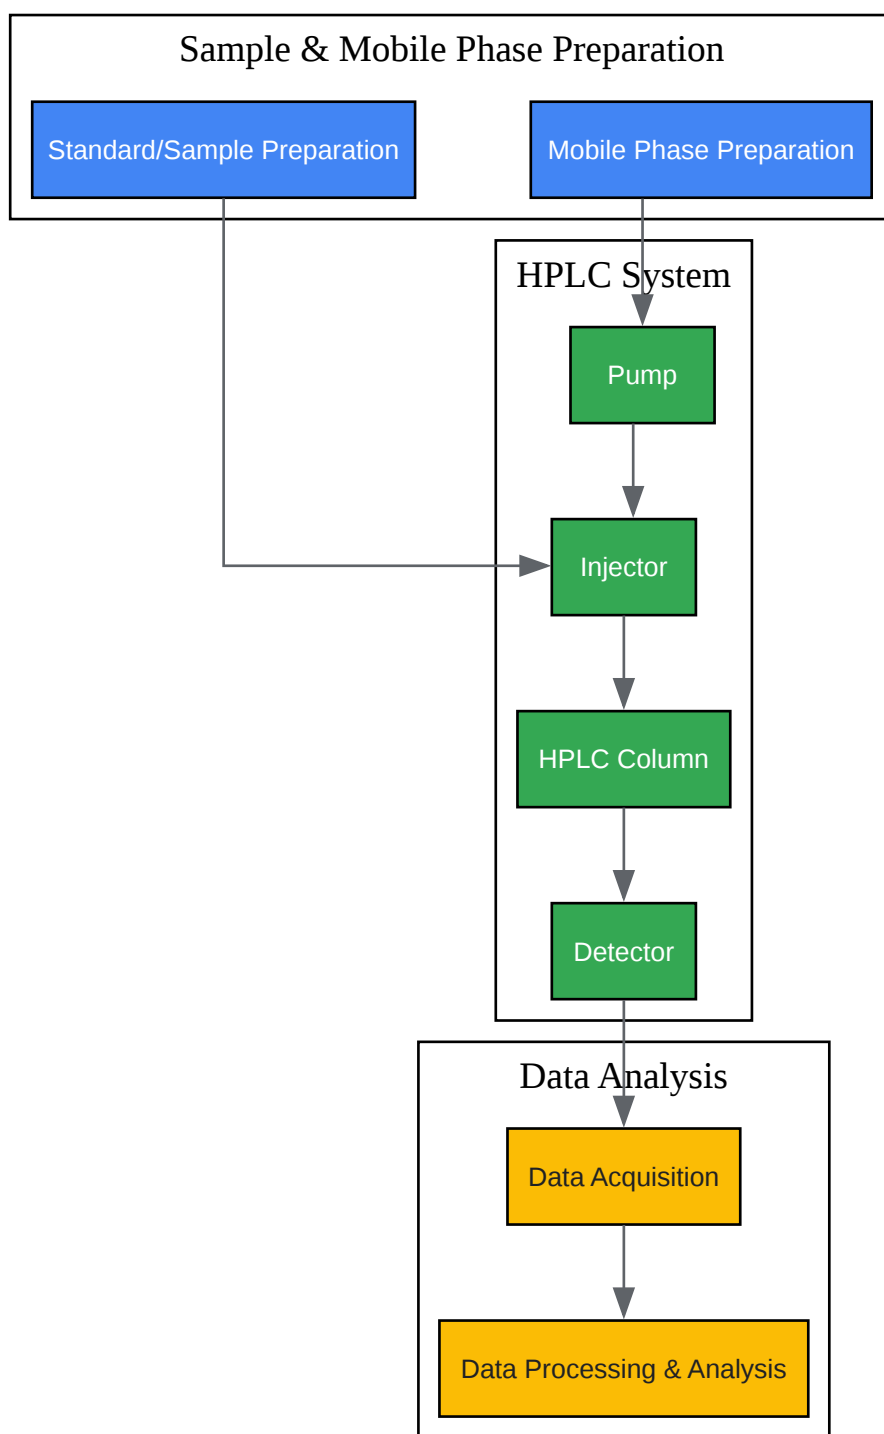 Sample & Mobile Phase Preparation
Standard/Sample Preparation
Mobile Phase Preparation
HPLC System
Pump
Injector
HPLC Column
Detector
Data Analysis
Data Acquisition
Data Processing & Analysis